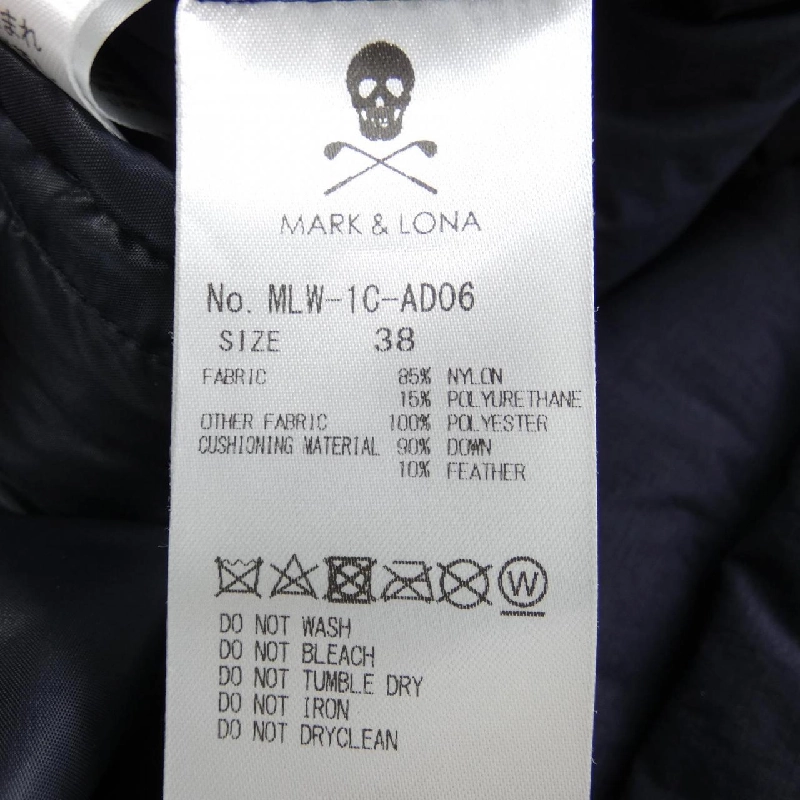 まれ
MARK & LONA
No. MLW-1C-AD06
SIZE 38
FABRIC 85% NYLON
15% POLYURETHANE
OTHER FABRIC 100% POLYESTER
CUSHIONING MATERIAL 90% DOWN
10% FEATHER
W
DO NOT WASH
DO NOT BLEACH
DO NOT TUMBLE DRY
DO NOT IRON
DO NOT DRYCLEAN